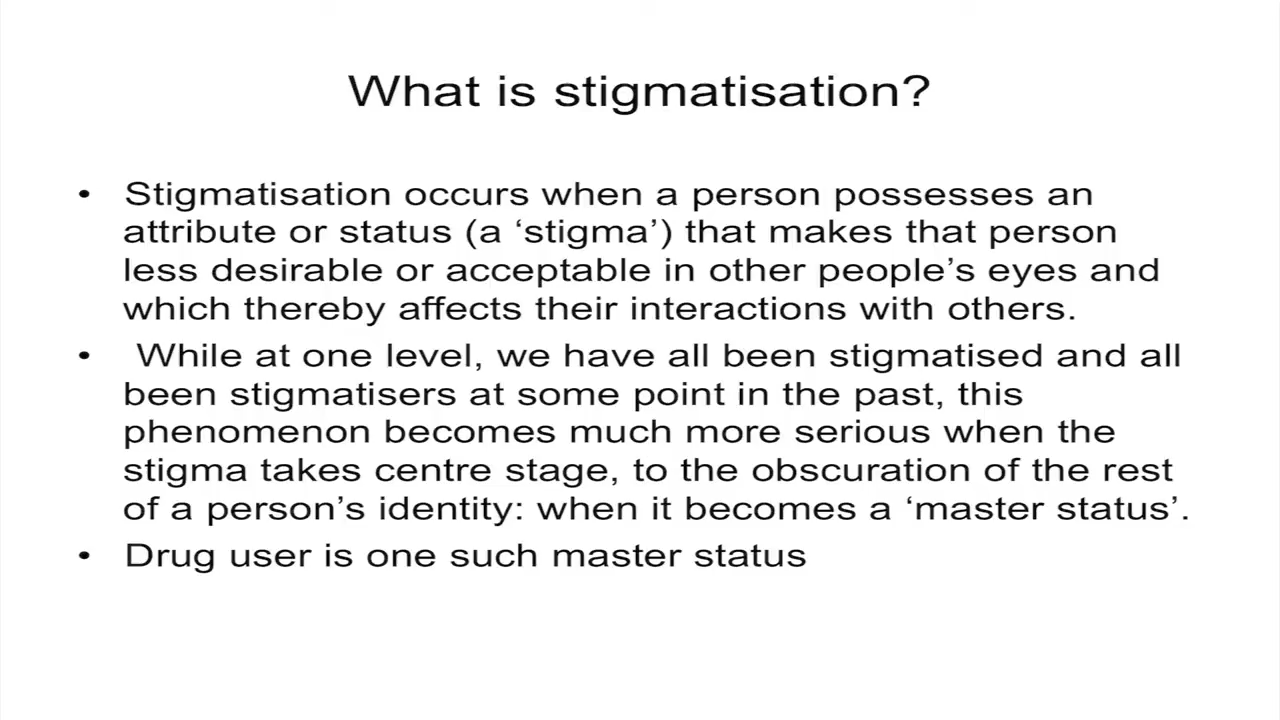 What is stigmatisation?
• Stigmatisation occurs when a person possesses an
attribute or status (a ‘stigma’) that makes that person
less desirable or acceptable in other people’s eyes and
which thereby affects their interactions with others.
• While at one level, we have all been stigmatised and all
been stigmatisers at some point in the past, this
phenomenon becomes much more serious when the
stigma takes centre stage, to the obscuration of the rest
of a person’s identity: when it becomes a ‘master status’.
• Drug user is one such master status